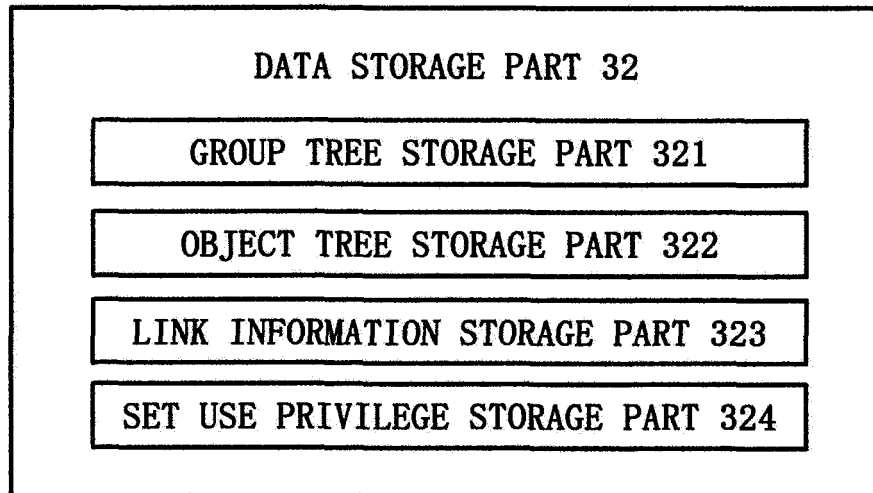 DATA STORAGE PART 32
GROUP TREE STORAGE PART 321
OBJECT TREE STORAGE PART 322
LINK INFORMATION STORAGE PART 323
SET USE PRIVILEGE STORAGE PART 324